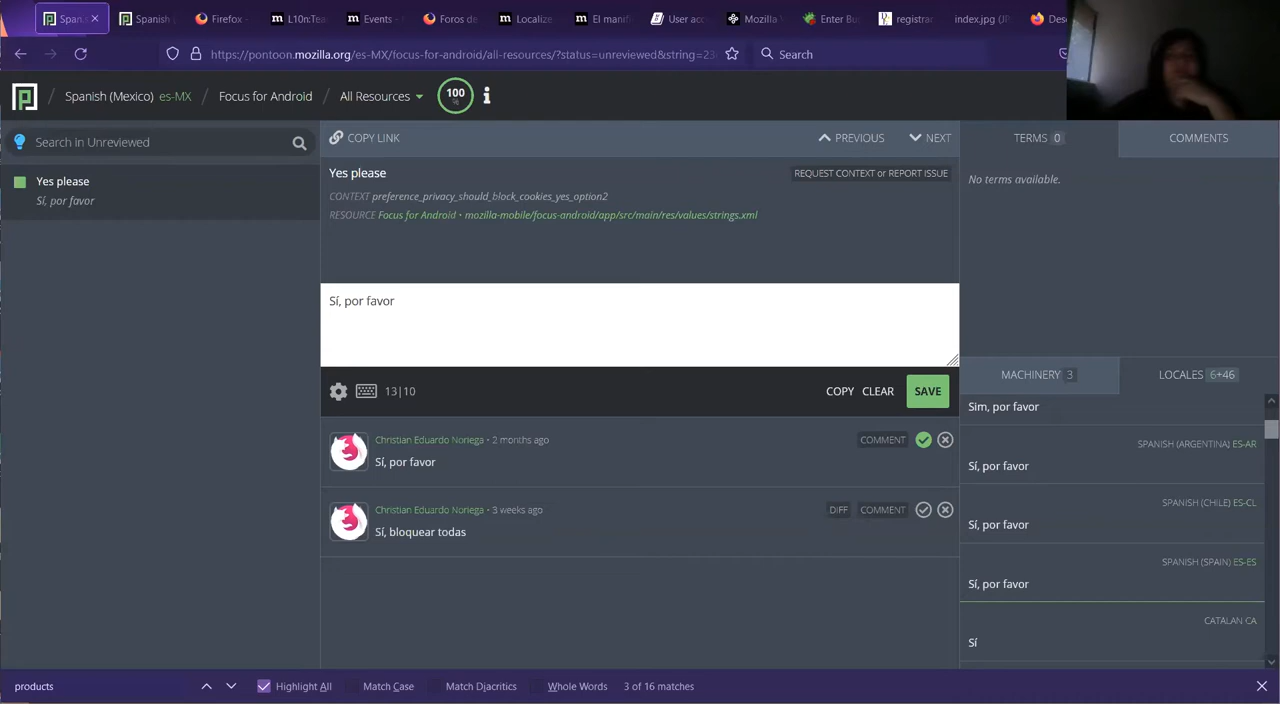 Span
Spanish
Firefox
L10n:Tea
Events -
Foros de
Localize
El manifi
User acc
Mozilla
Enter Bu
registrac
index.jpg (JP
Des
https://pontoon.mozilla.org/es-MX/focus-for-android/all-resources/?status=unreviewed&string=23
Search
/ Spanish (Mexico) es-MX / Focus for Android / All Resources
100
%
Search in Unreviewed
COPY LINK
PREVIOUS
NEXT
TERMS 0
COMMENTS
Yes please
Sí, por favor
Yes please
REQUEST CONTEXT or REPORT ISSUE
CONTEXT preference_privacy_should_block_cookies_yes_option2
RESOURCE Focus for Android • mozilla-mobile/focus-android/app/src/main/res/values/strings.xml
No terms available.
Sí, por favor
13|10
COPY
CLEAR
SAVE
Christian Eduardo Noriega • 2 months ago
COMMENT
Sí, por favor
Christian Eduardo Noriega • 3 weeks ago
DIFF
COMMENT
Sí, bloquear todas
MACHINERY 3
LOCALES 6+46
Sim, por favor
SPANISH (ARGENTINA) ES-AR
Sí, por favor
SPANISH (CHILE) ES-CL
Sí, por favor
SPANISH (SPAIN) ES-ES
Sí, por favor
CATALAN CA
Sí
products
Highlight All
Match Case
Match Diacritics
Whole Words
3 of 16 matches